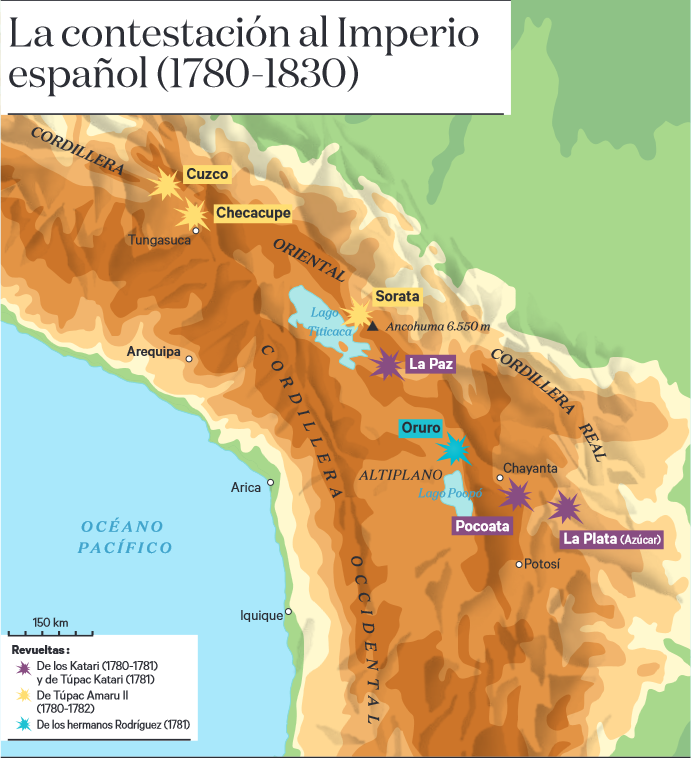 La contestación al Imperio
español (1780-1830)
CORDILLERA
Cuzco
Checacupe
Tungasuca
ORIENTAL
Sorata
Lago
Titicaca
Ancohuma 6.550 m
Arequipa
La Paz
CORDILLERA
REAL
CORDILLERA
Oruro
Chayanta
ALTIPLANO
Lago Poopó
Arica
Pocoata
La Plata (Azúcar)
OCÉANO
PACÍFICO
Potosí
OCCIDENTAL
Iquique
150 km
Revueltas :
De los Katari (1780-1781)
y de Túpac Katari (1781)
De Túpac Amaru II
(1780-1782)
De los hermanos Rodríguez (1781)